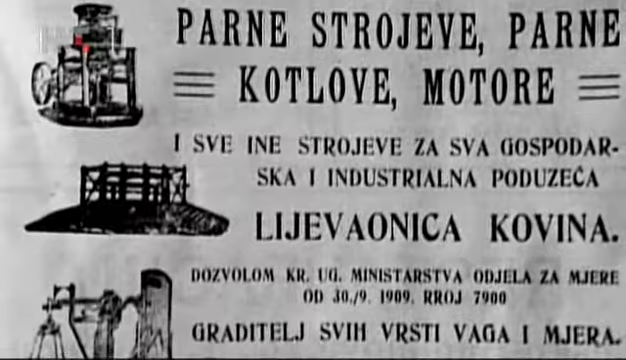 PARNE STROJEVE, PARNE
KOTLOVE, MOTORE
I SVE INE STROJEVE ZA SVA GOSPODAR-
SKA I INDUSTRIALNA PODUZEĆA
LIJEVAONICA KOVINA.
DOZVOLOM KR. UG. MINISTARSTVA ODJELA ZA MJERE
OD 30./9. 1909. RROJ 7900
GRADITELJ SVIH VRSTI VAGA I MJERA.